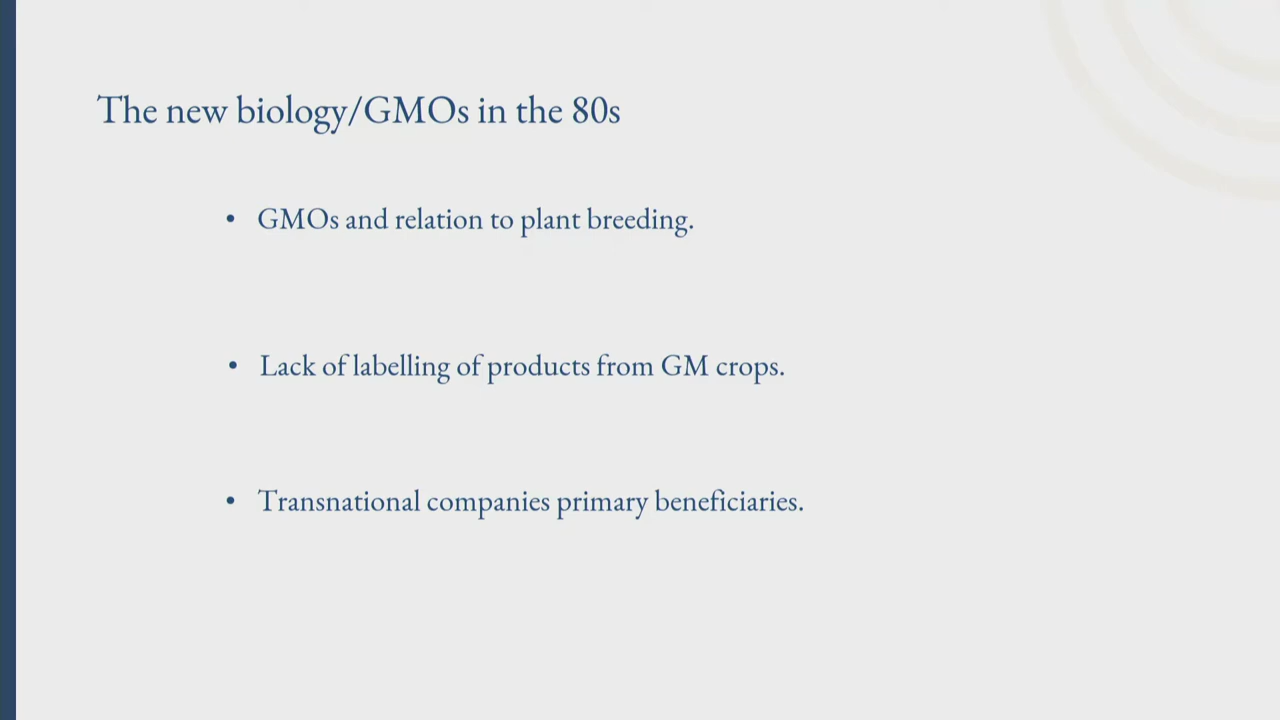 The new biology/GMOs in the 80s
• GMOs and relation to plant breeding.
• Lack of labelling of products from GM crops.
• Transnational companies primary beneficiaries.